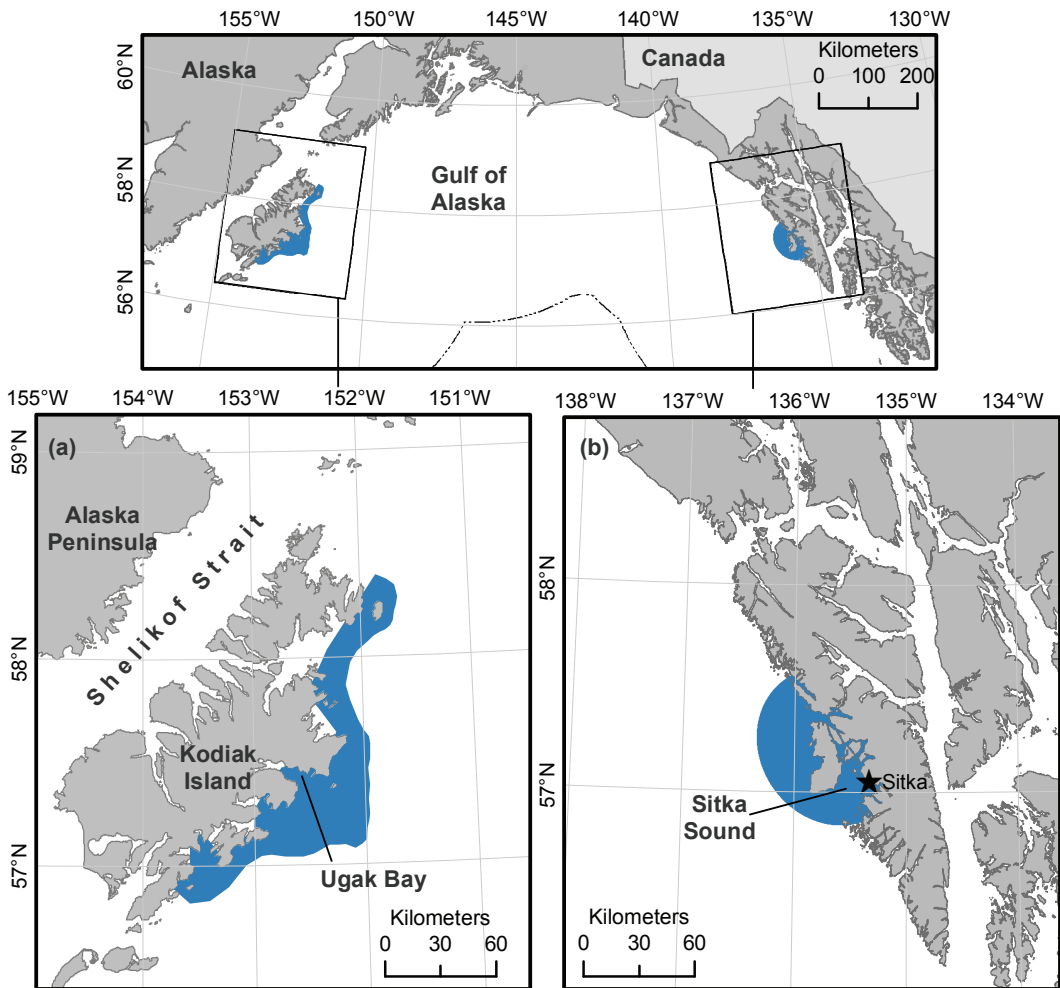 155°W 150°W 145°W 140°W 135°W 130°W
60°N
58°N
56°N
Alaska
Canada
Kilometers
0 100 200
Gulf of
Alaska
155°W 154°W 153°W 152°W 151°W
59°N
58°N
57°N
(a)
Alaska
Peninsula
Shelikof Strait
Kodiak
Island
Ugak Bay
Kilometers
0 30 60
138°W 137°W 136°W 135°W 134°W
58°N
57°N
(b)
Sitka
Sitka
Sound
Kilometers
0 30 60